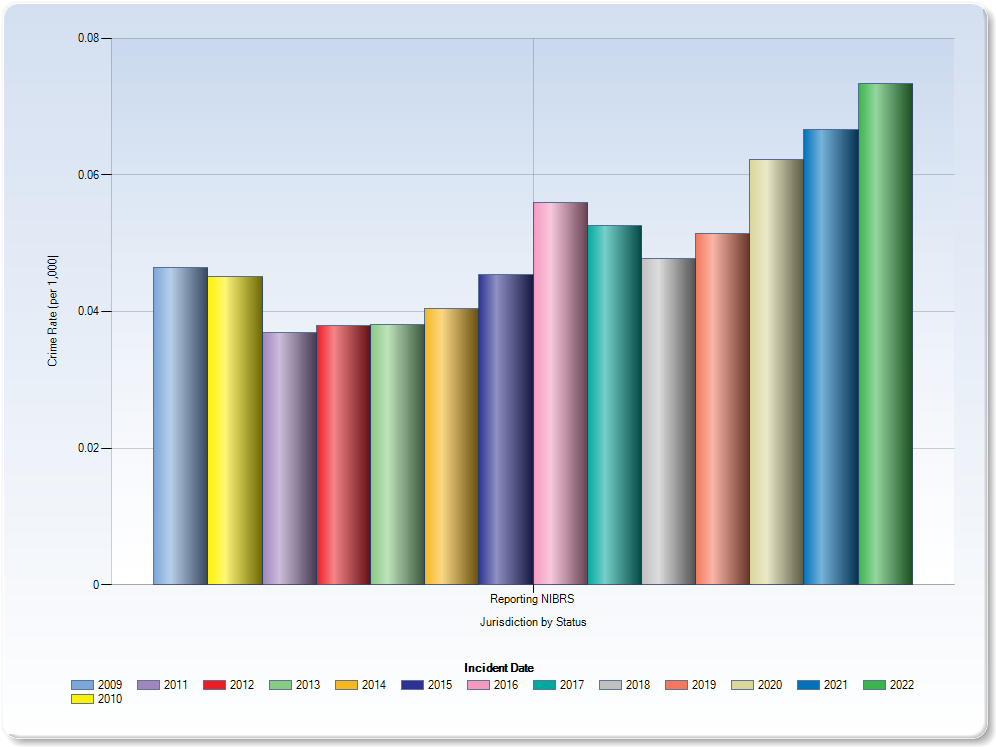 0.08
0.06
0.04
0.02
0
Crime Rate (per 1,000)
Reporting NIBRS
Jurisdiction by Status
Incident Date
2009 2011 2012 2013 2014 2015 2016 2017 2018 2019 2020 2021 2022
2010